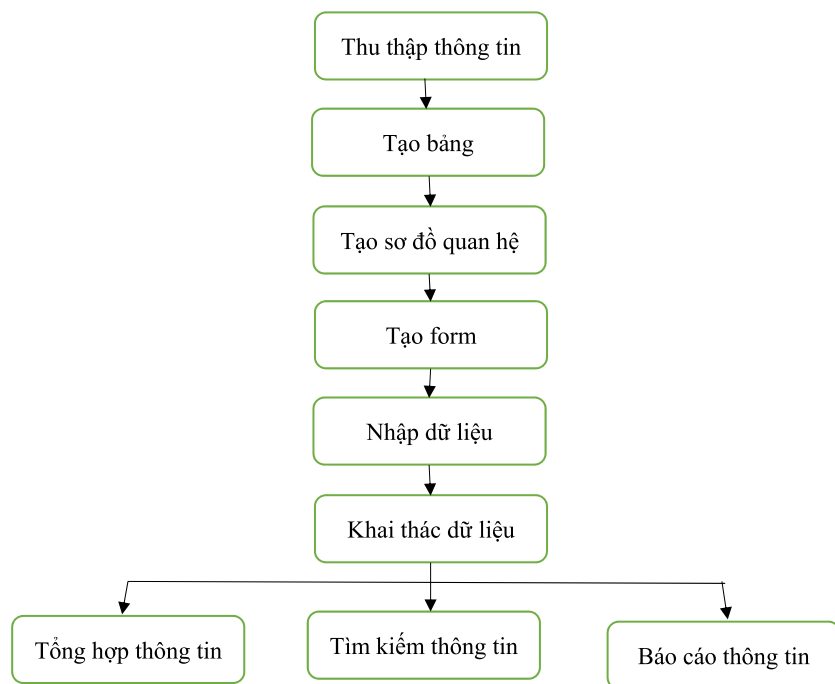 Thu thập thông tin
Tạo bảng
Tạo sơ đồ quan hệ
Tạo form
Nhập dữ liệu
Khai thác dữ liệu
Tổng hợp thông tin
Tìm kiếm thông tin
Báo cáo thông tin